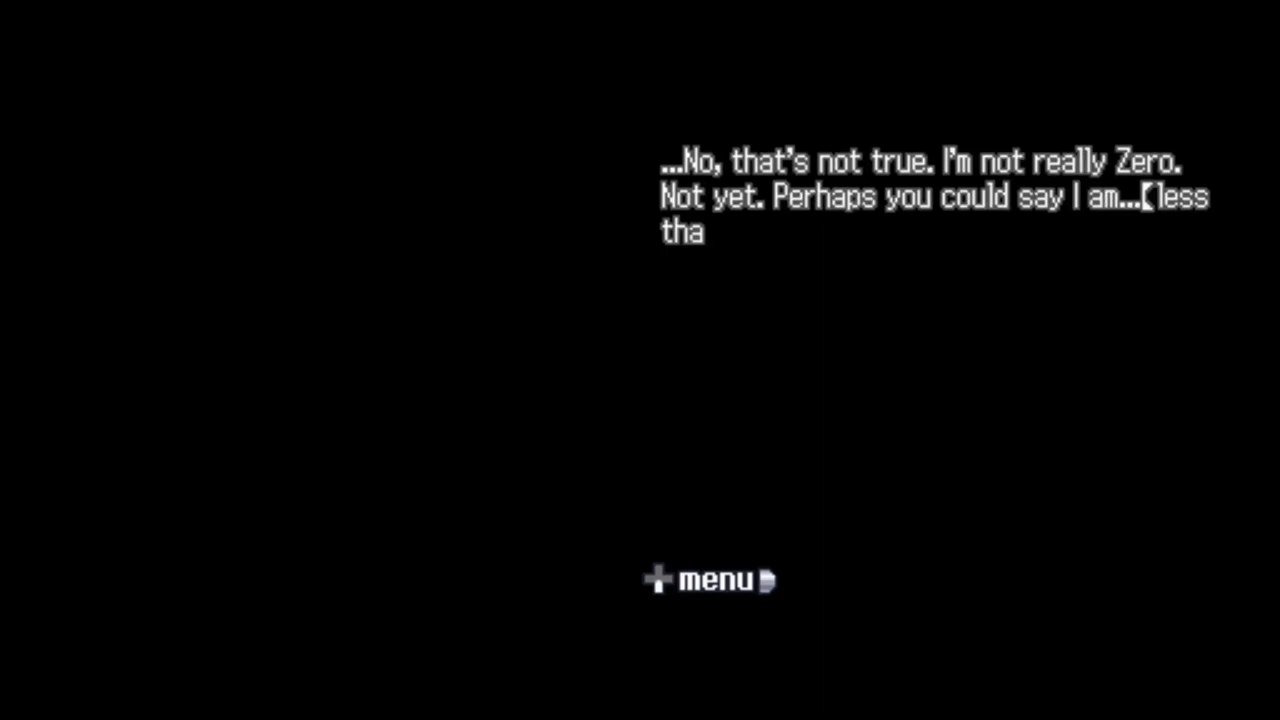 ...No, that's not true. I'm not really Zero.
Not yet. Perhaps you could say I am...【less
tha
menu